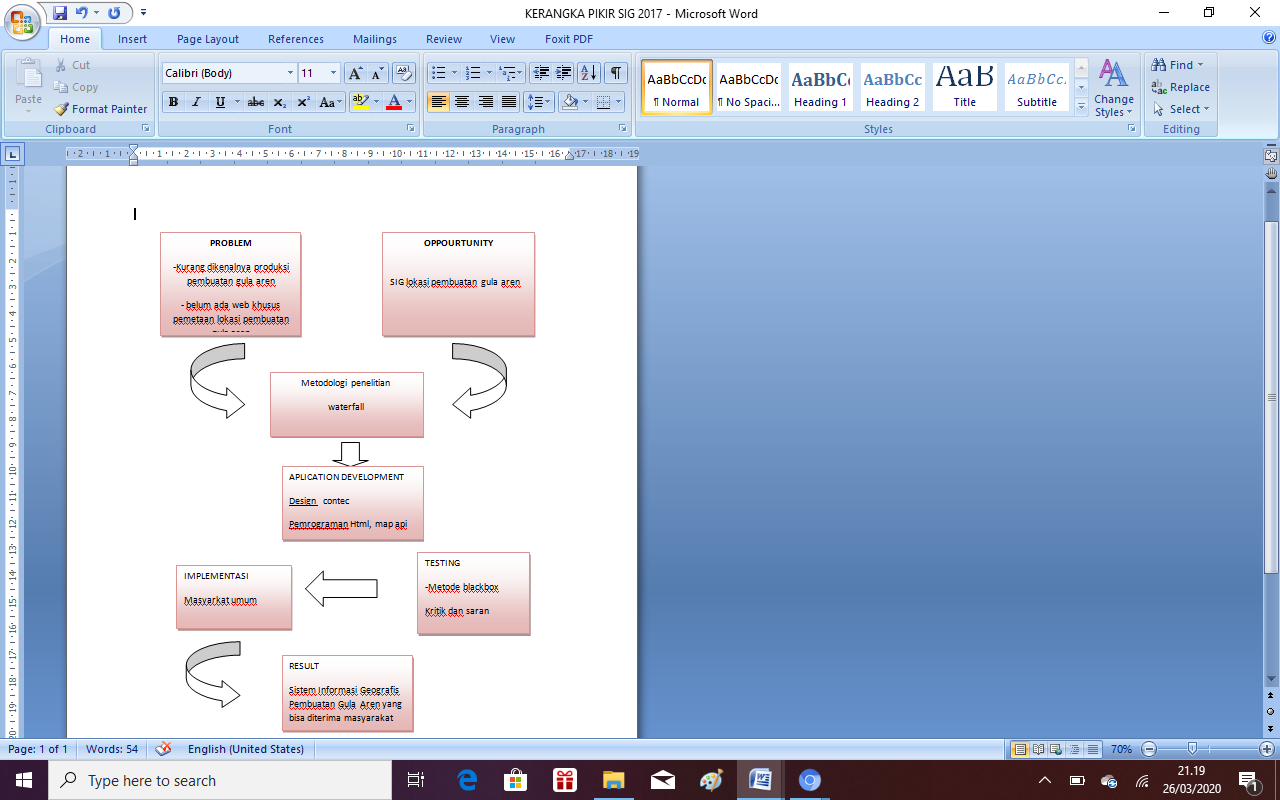 KERANGKA PIKIR SIG 2017 - Microsoft Word
Home
Insert
Page Layout
References
Mailings
Review
View
Foxit PDF
Paste
Cut
Copy
Format Painter
Clipboard
Calibri (Body)
11
Font
Paragraph
AaBbCcDc
¶ Normal
AaBbCcDc
¶ No Spaci...
AaBbCc
Heading 1
AaBbCc
Heading 2
AaB
Title
AaBbCc.
Subtitle
Change
Styles
Styles
Find
Replace
Select
Editing
PROBLEM
-Kurang dikenalnya produksi
pembuatan gula aren
- belum ada web khusus
pemetaan lokasi pembuatan
gula aren
OPPOURTUNITY
SIG lokasi pembuatan gula aren
Metodologi penelitian
waterfall
APLICATION DEVELOPMENT
Design contec
Pemrograman Html, map api
TESTING
-Metode blackbox
Kritik dan saran
IMPLEMENTASI
Masyarkat umum
RESULT
Sistem Informasi Geografis
Pembuatan Gula Aren yang
bisa diterima masyarakat
Page: 1 of 1
Words: 54
English (United States)
70%
Type here to search
21.19
26/03/2020